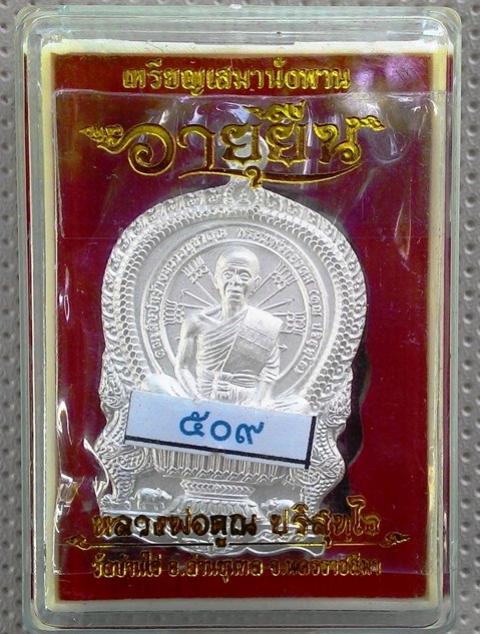 เหรียญเสมานั่งพาน
อายุยืน
๕๐๙
หลวงพ่อคูณ ปริสุทฺโธ
วัดบ้านไร่ อ.ด่านขุนทด จ.นครราชสีมา